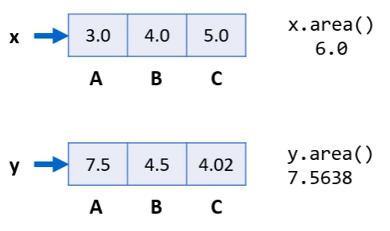 x.area()
x 3.0 4.0 5.0 6.0
A B C
y.area()
y 7.5 4.5 4.02 7.5638
A B C